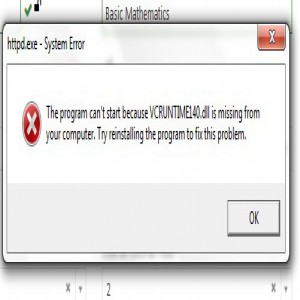 Basic Mathematics
httpd.exe - System Error
x
The program can't start because VCRUNTIME140.dll is missing from
your computer. Try reinstalling the program to fix this problem.
OK
x
x
2